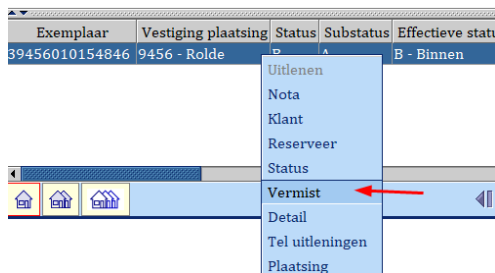 Exemplaar Vestiging plaatsing Status Substatus Effectieve statu
39456010154846 9456 - Rolde B A B - Binnen
Uitlenen
Nota
Klant
Reserveer
Status
Vermist
Detail
Tel uitleningen
Plaatsing